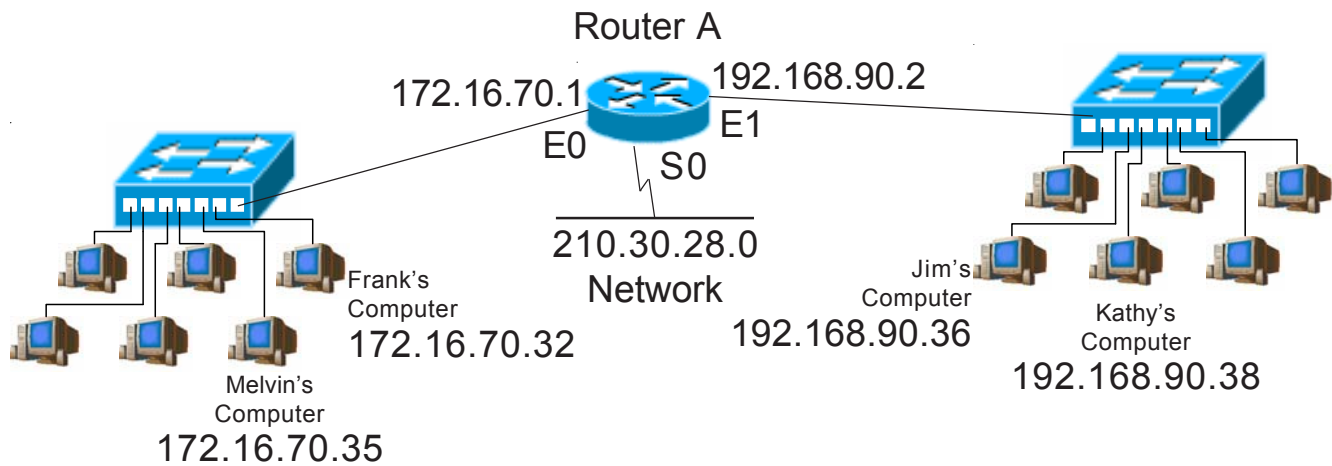 Router A
172.16.70.1
192.168.90.2
E0
E1
S0
210.30.28.0
Network
Frank's
Computer
172.16.70.32
Melvin's
Computer
172.16.70.35
Jim's
Computer
192.168.90.36
Kathy's
Computer
192.168.90.38